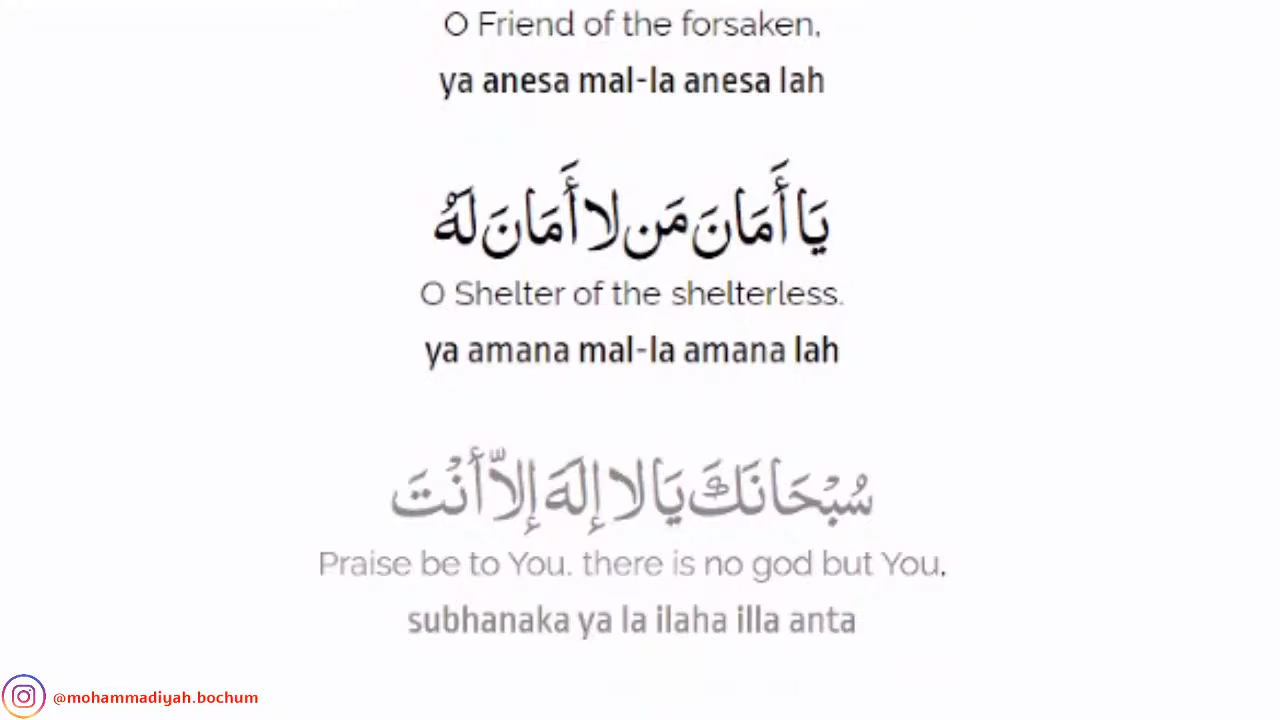 O Friend of the forsaken,
ya anesa mal-la anesa lah
يَا أَمَانَ مَن لا أَمَانَ لَهُ
O Shelter of the shelterless.
ya amana mal-la amana lah
سُبْحَانَكَ يَا لا إِلَهَ إِلاّ أَنْتَ
Praise be to You. there is no god but You,
subhanaka ya la ilaha illa anta
@mohammadiyah.bochum